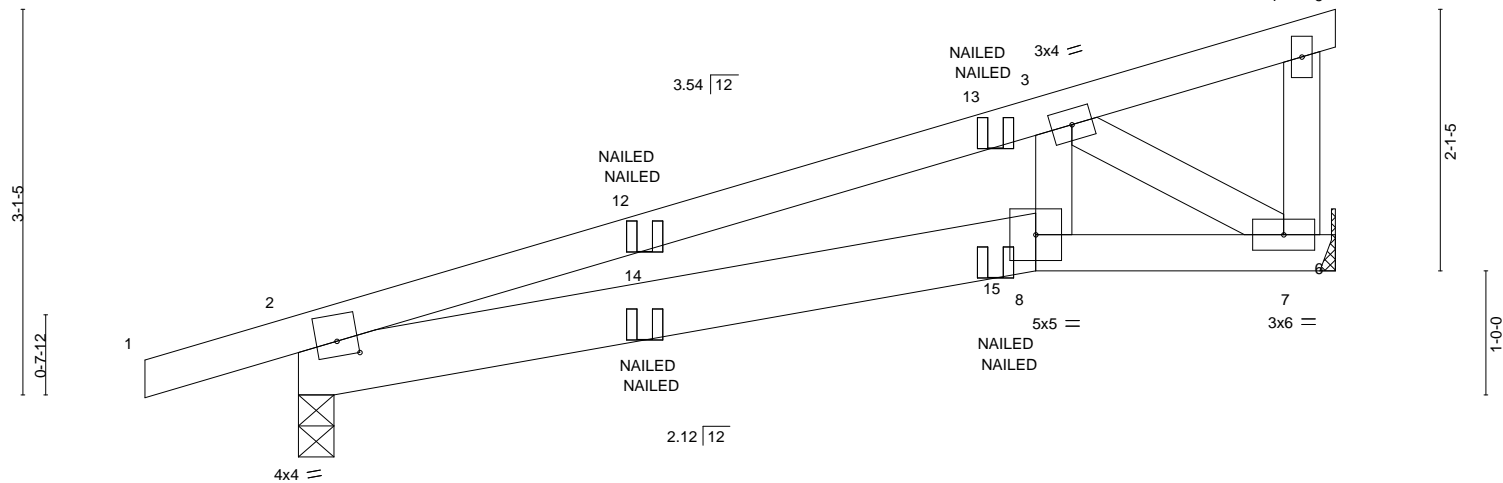 NAILED
NAILED
3x4
3
3.54 12
13
NAILED
NAILED
12
2
14
1
15
8
6
7
5x5
3x6
NAILED
NAILED
NAILED
NAILED
2.12 12
4x4
3-1-5
0-7-12
2-1-5
1-0-0